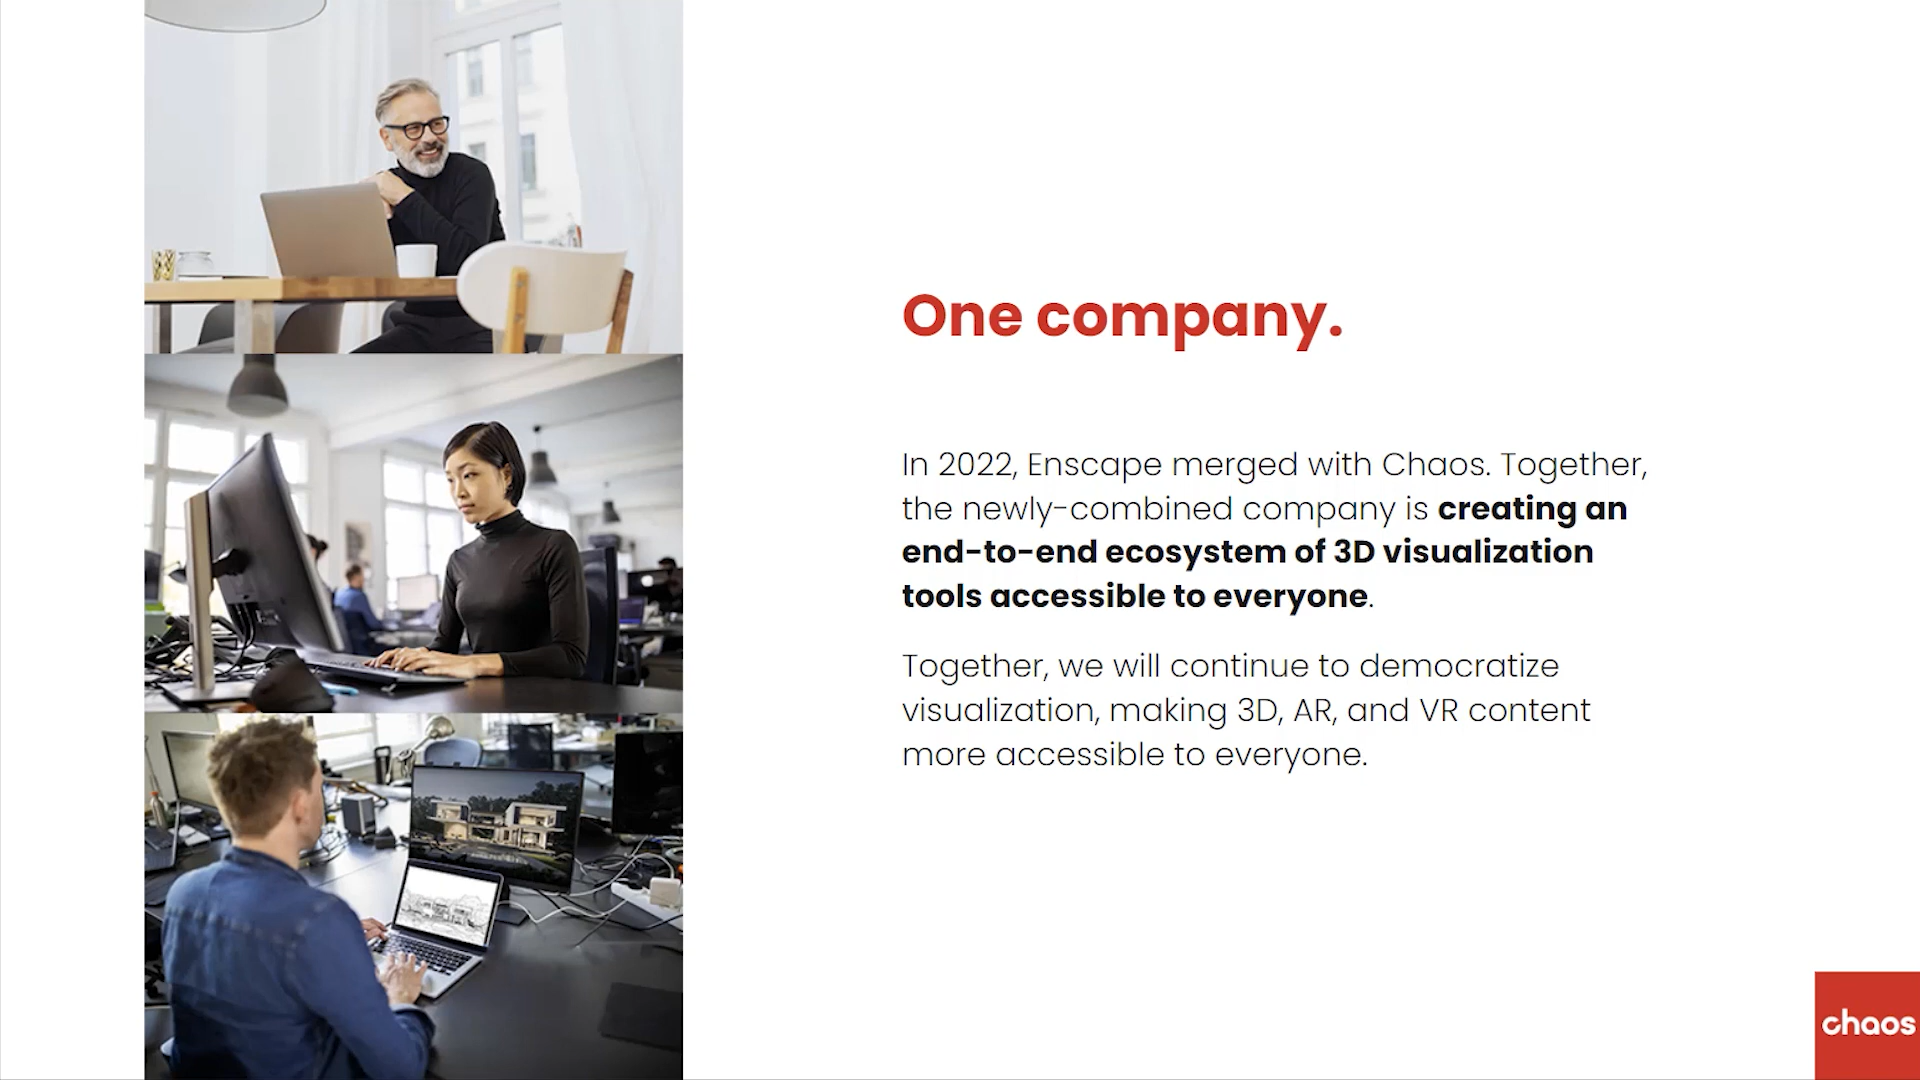 One company.
In 2022, Enscape merged with Chaos. Together,
the newly-combined company is creating an
end-to-end ecosystem of 3D visualization
tools accessible to everyone.
Together, we will continue to democratize
visualization, making 3D, AR, and VR content
more accessible to everyone.
chaos